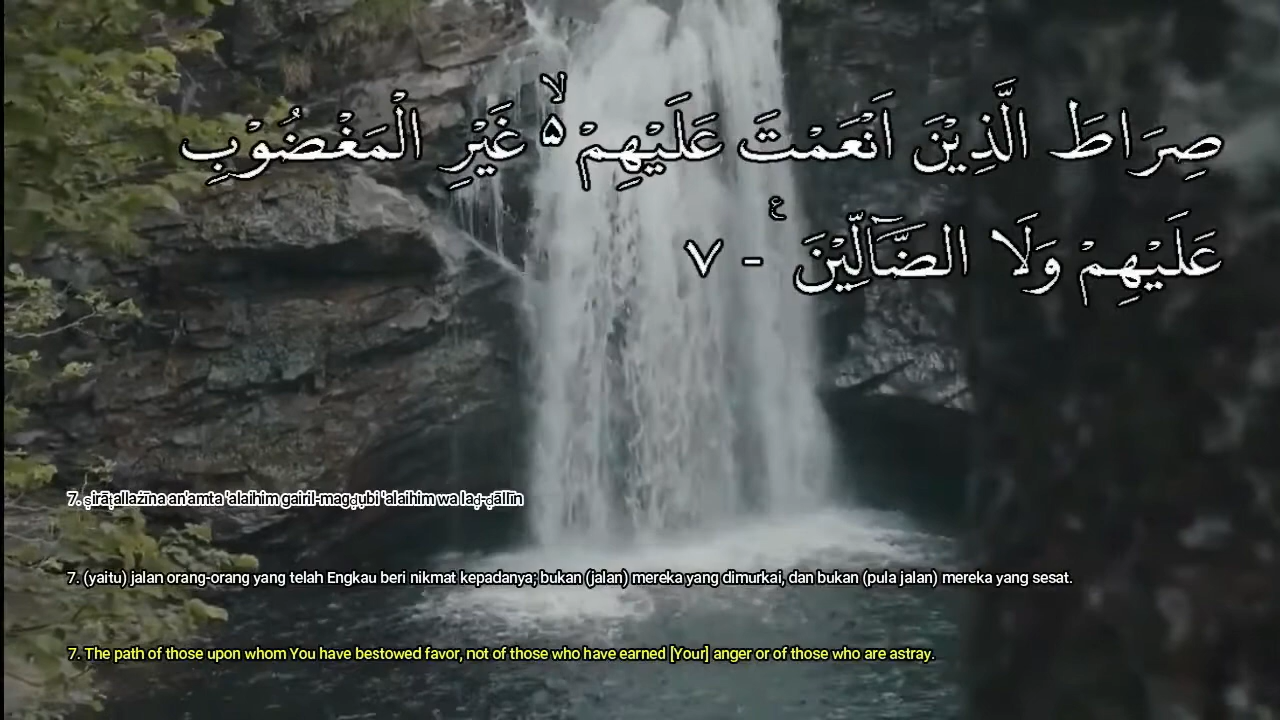 صِرَاطَ الَّذِيْنَ اَنْعَمْتَ عَلَيْهِمْ ۙ۵ غَيْرِ الْمَغْضُوْبِ
عَلَيْهِمْ وَلَا الضَّاۤلِّيْنَ ࣖ - ٧
7. ṣirāṭallażīna an'amta 'alaihim gairil-magḍụbi 'alaihim wa laḍ-ḍāllīn
7. (yaitu) jalan orang-orang yang telah Engkau beri nikmat kepadanya; bukan (jalan) mereka yang dimurkai, dan bukan (pula jalan) mereka yang sesat.
7. The path of those upon whom You have bestowed favor, not of those who have earned [Your] anger or of those who are astray.